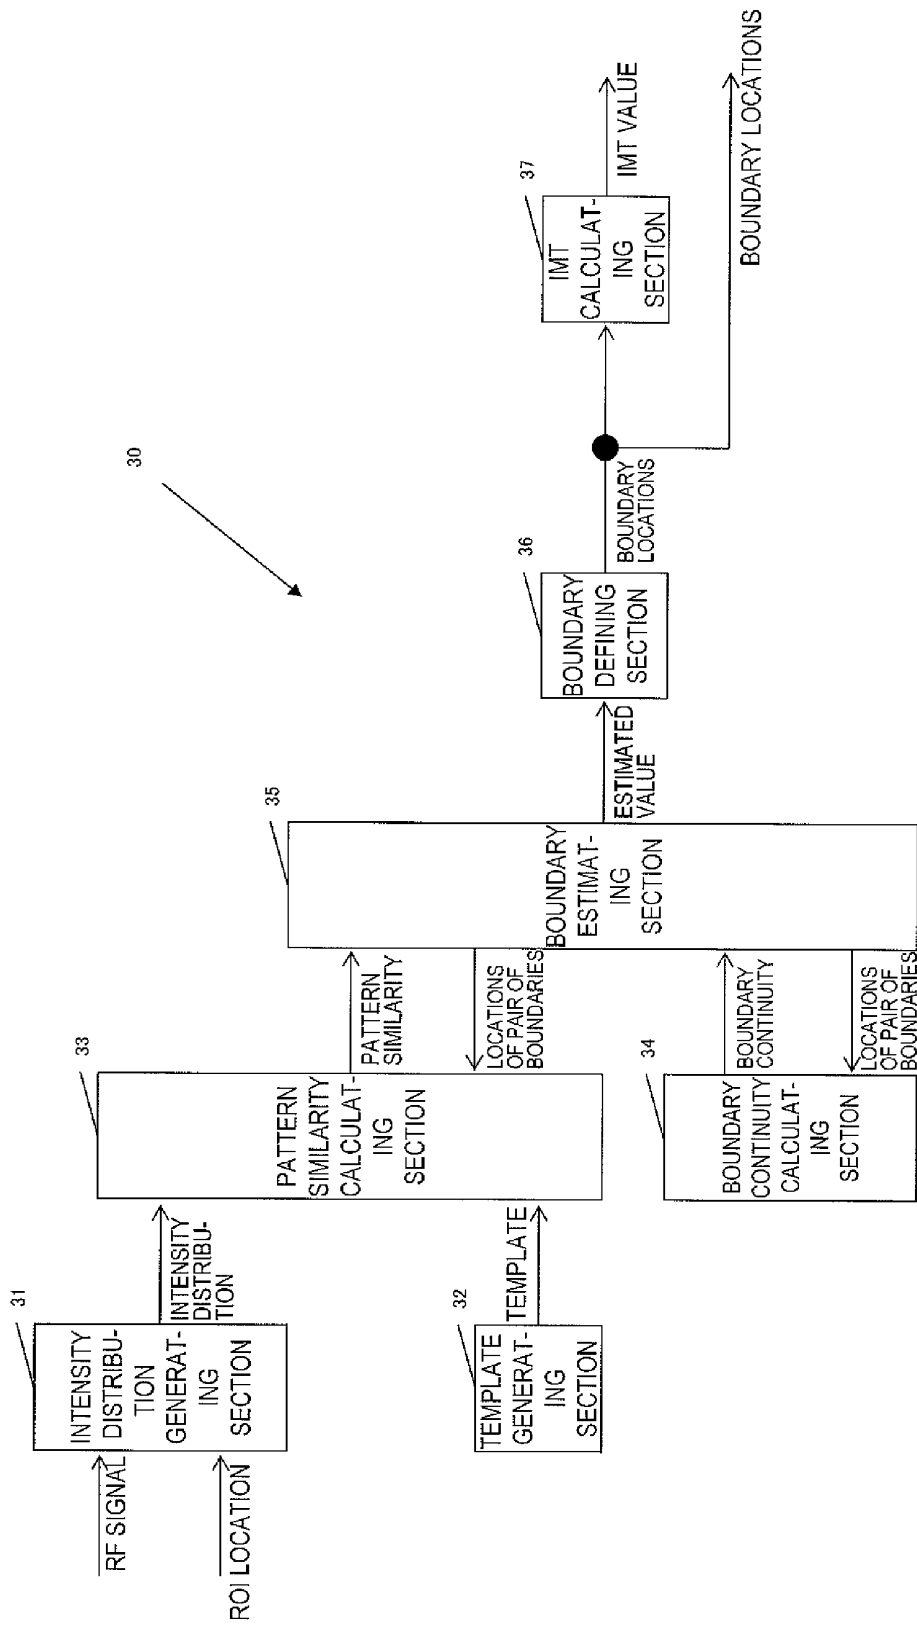 30
RF SIGNAL
ROI LOCATION
31
INTENSITY
DISTRIBU-
TION
GENERAT-
ING
SECTION
INTENSITY
DISTRIBU-
TION
32
TEMPLATE
GENERAT-
ING
SECTION
TEMPLATE
33
PATTERN
SIMILARITY
CALCULAT-
ING
SECTION
PATTERN
SIMILARITY
LOCATIONS
OF PAIR OF
BOUNDARIES
34
BOUNDARY
CONTINUITY
CALCULAT-
ING
SECTION
BOUNDARY
CONTINUITY
LOCATIONS
OF PAIR OF
BOUNDARIES
35
BOUNDARY
ESTIMAT-
ING
SECTION
ESTIMATED
VALUE
36
BOUNDARY
DEFINING
SECTION
BOUNDARY
LOCATIONS
37
IMT
CALCULAT-
ING
SECTION
IMT VALUE
BOUNDARY LOCATIONS